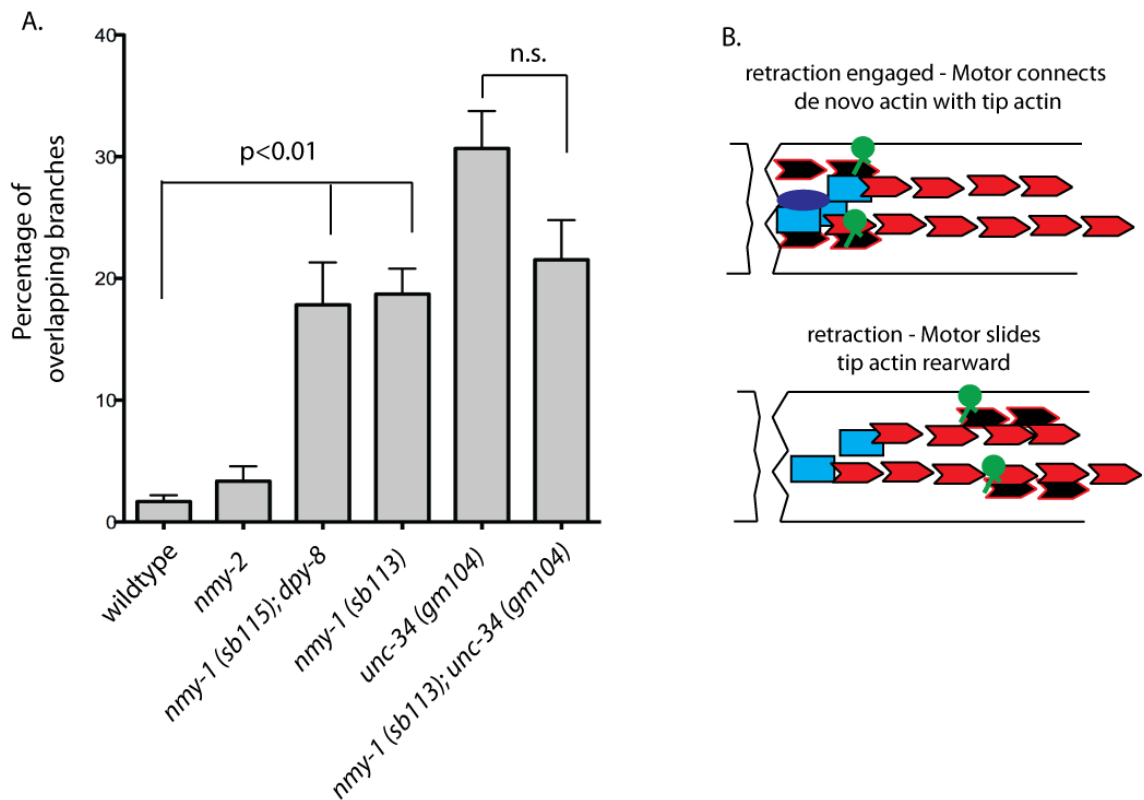 A.
40
30
20
10
0
Percentage of
overlapping branches
p<0.01
n.s.
wildtype
nmy-2
nmy-1 (sb115); dpy-8
nmy-1 (sb113)
unc-34 (gm104)
nmy-1 (sb113); unc-34 (gm104)
B.
retraction engaged - Motor connects
de novo actin with tip actin
retraction - Motor slides
tip actin rearward